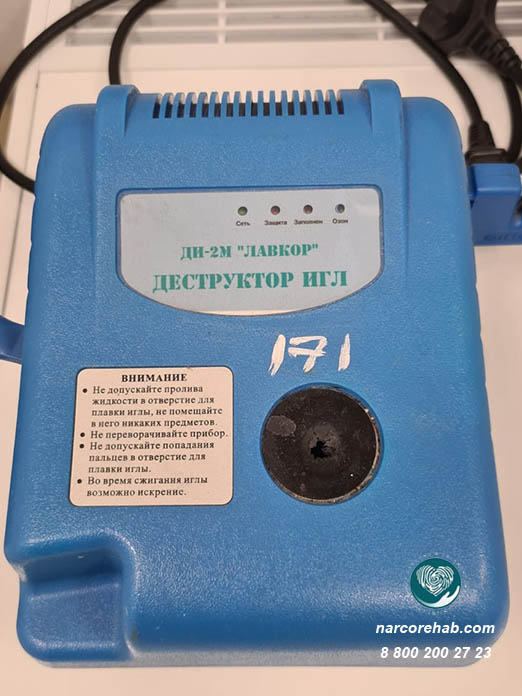 Сеть Защита Заполнен Озон
ДИ-2М "ЛАВКОР"
ДЕСТРУКТОР ИГЛ
171
ВНИМАНИЕ
• Не допускайте пролива
жидкости в отверстие для
плавки иглы, не помещайте
в него никаких предметов.
• Не переворачивайте прибор.
• Не допускайте попадания
пальцев в отверстие для
плавки иглы.
• Во время сжигания иглы
возможно искрение.
narcorehab.com
8 800 200 27 23